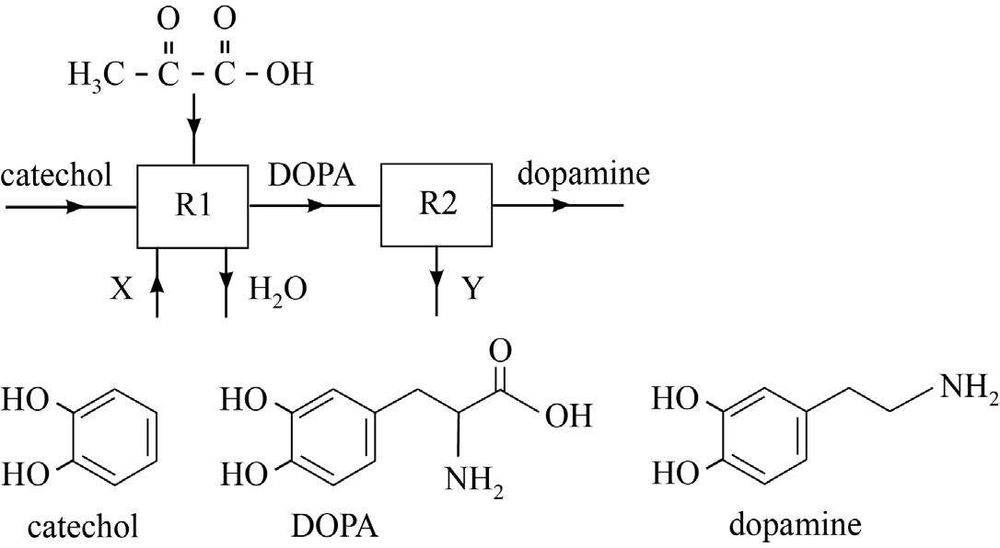 O O
H₃C – C – C – OH
catechol R1 DOPA R2 dopamine
X H₂O Y
O
HO HO OH HO NH₂
HO HO NH₂ HO
catechol DOPA dopamine